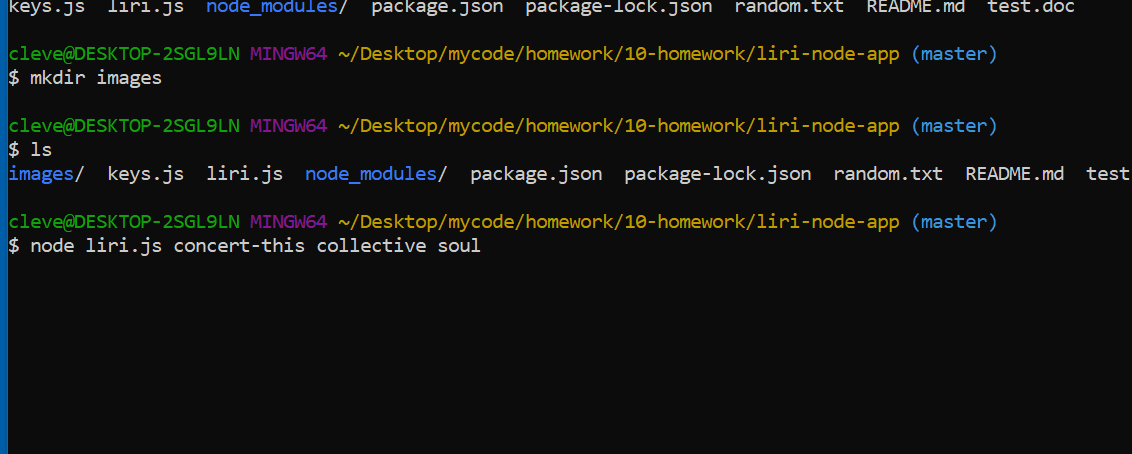 keys.js  liri.js  node_modules/  package.json  package-lock.json  random.txt  README.md  test.doc
cleve@DESKTOP-2SGL9LN MINGW64 ~/Desktop/mycode/homework/10-homework/liri-node-app (master)
$ mkdir images
cleve@DESKTOP-2SGL9LN MINGW64 ~/Desktop/mycode/homework/10-homework/liri-node-app (master)
$ ls
images/  keys.js  liri.js  node_modules/  package.json  package-lock.json  random.txt  README.md  test
cleve@DESKTOP-2SGL9LN MINGW64 ~/Desktop/mycode/homework/10-homework/liri-node-app (master)
$ node liri.js concert-this collective soul